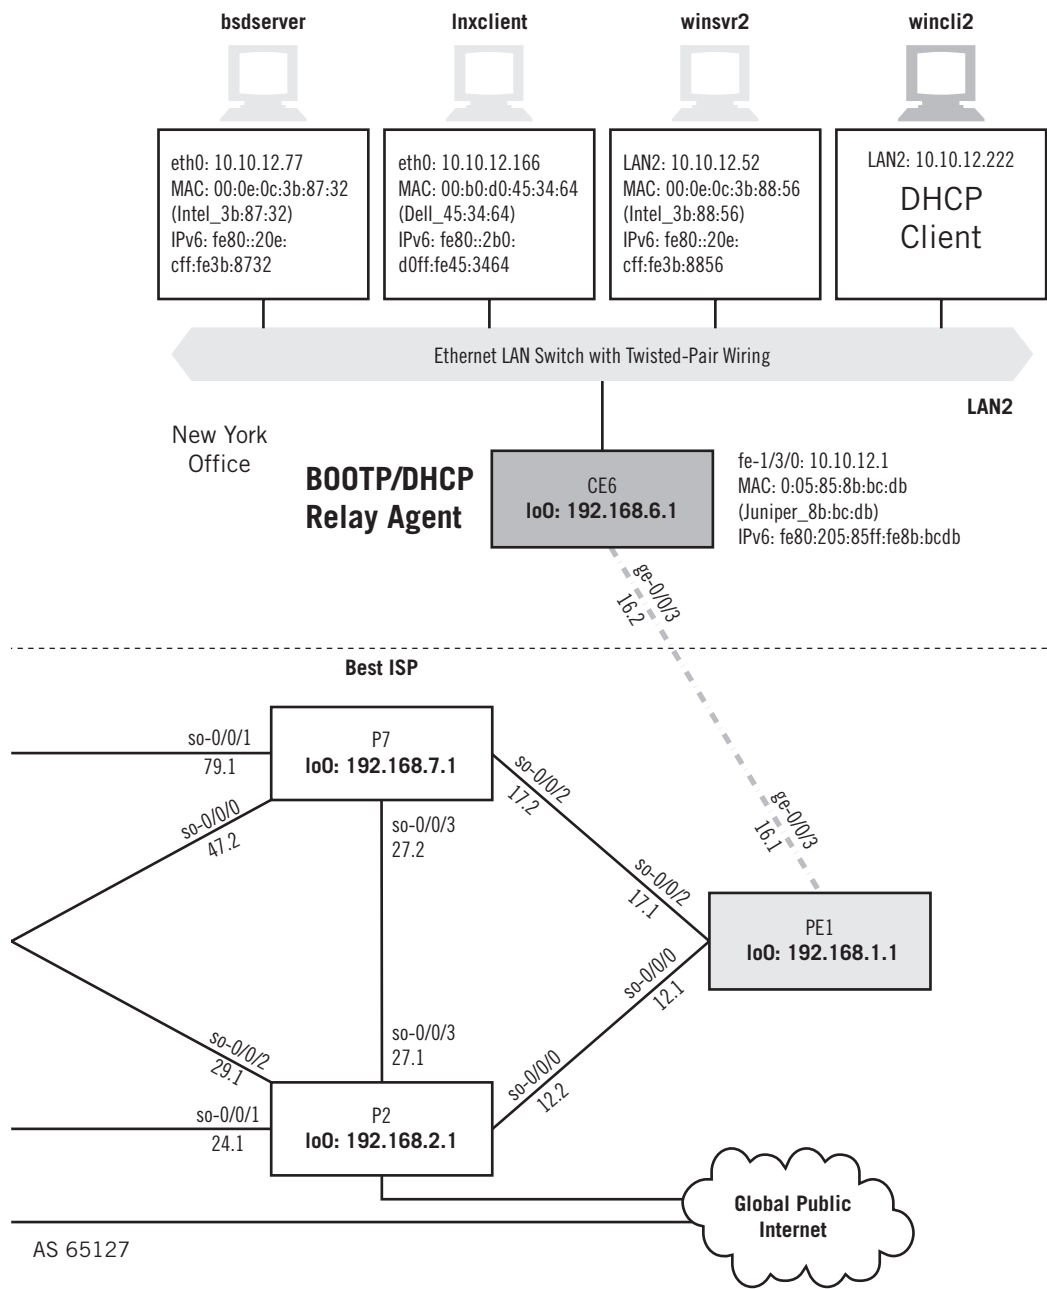 bsdserver
lnxclient
winsvr2
wincli2
eth0: 10.10.12.77
MAC: 00:0e:0c:3b:87:32
(Intel_3b:87:32)
IPv6: fe80::20e:
cff:fe3b:8732
eth0: 10.10.12.166
MAC: 00:b0:d0:45:34:64
(Dell_45:34:64)
IPv6: fe80::2b0:
d0ff:fe45:3464
LAN2: 10.10.12.52
MAC: 00:0e:0c:3b:88:56
(Intel_3b:88:56)
IPv6: fe80::20e:
cff:fe3b:8856
LAN2: 10.10.12.222
DHCP
Client
Ethernet LAN Switch with Twisted-Pair Wiring
LAN2
New York
Office
BOOTP/DHCP
Relay Agent
CE6
lo0: 192.168.6.1
fe-1/3/0: 10.10.12.1
MAC: 0:05:85:8b:bc:db
(Juniper_8b:bc:db)
IPv6: fe80:205:85ff:fe8b:bcdb
ge-0/0/3
16.2
Best ISP
so-0/0/1
79.1
P7
lo0: 192.168.7.1
so-0/0/2
17.2
so-0/0/0
47.2
so-0/0/3
27.2
ge-0/0/3
16.1
so-0/0/2
17.1
PE1
lo0: 192.168.1.1
so-0/0/0
12.1
so-0/0/3
27.1
so-0/0/2
29.1
so-0/0/0
12.2
so-0/0/1
24.1
P2
lo0: 192.168.2.1
Global Public
Internet
AS 65127